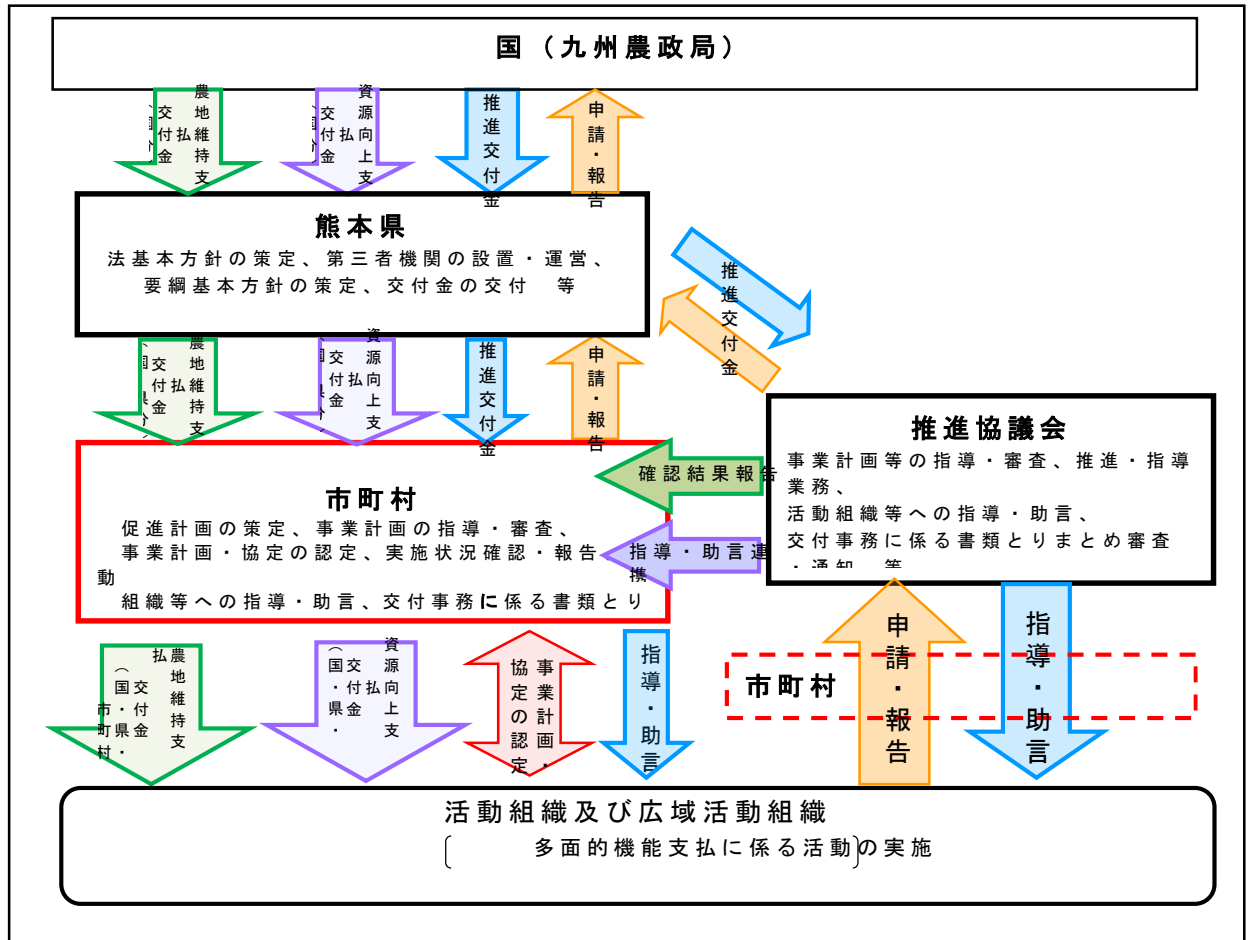 国（九州農政局）
農地維持支
払
交付金
（国分）
資源向上支
払
交付金
（国分）
推進交付金
申請・報告
熊本県
法基本方針の策定、第三者機関の設置・運営、
要綱基本方針の策定、交付金の交付　等
推進交付金
農地維持支
払
交付金
資源向上支
払
交付金
推進交付金
申請・報告
推進協議会
事業計画等の指導・審査、推進・指導
業務、
活動組織等への指導・助言、
交付事務に係る書類とりまとめ審査
・通知　等
確認結果報告
指導・助言連
携
市町村
促進計画の策定、事業計画の指導・審査、
事業計画・協定の認定、実施状況確認・報告、
動
組織等への指導・助言、交付事務に係る書類とり
農地維持支
払
交付金
（国・県・
市町村・
資源向上支
払
交付金
（国・県・
事業計画・
協定の認定
指導・助言
申請・報告
指導・助言
市町村
活動組織及び広域活動組織
多面的機能支払に係る活動の実施